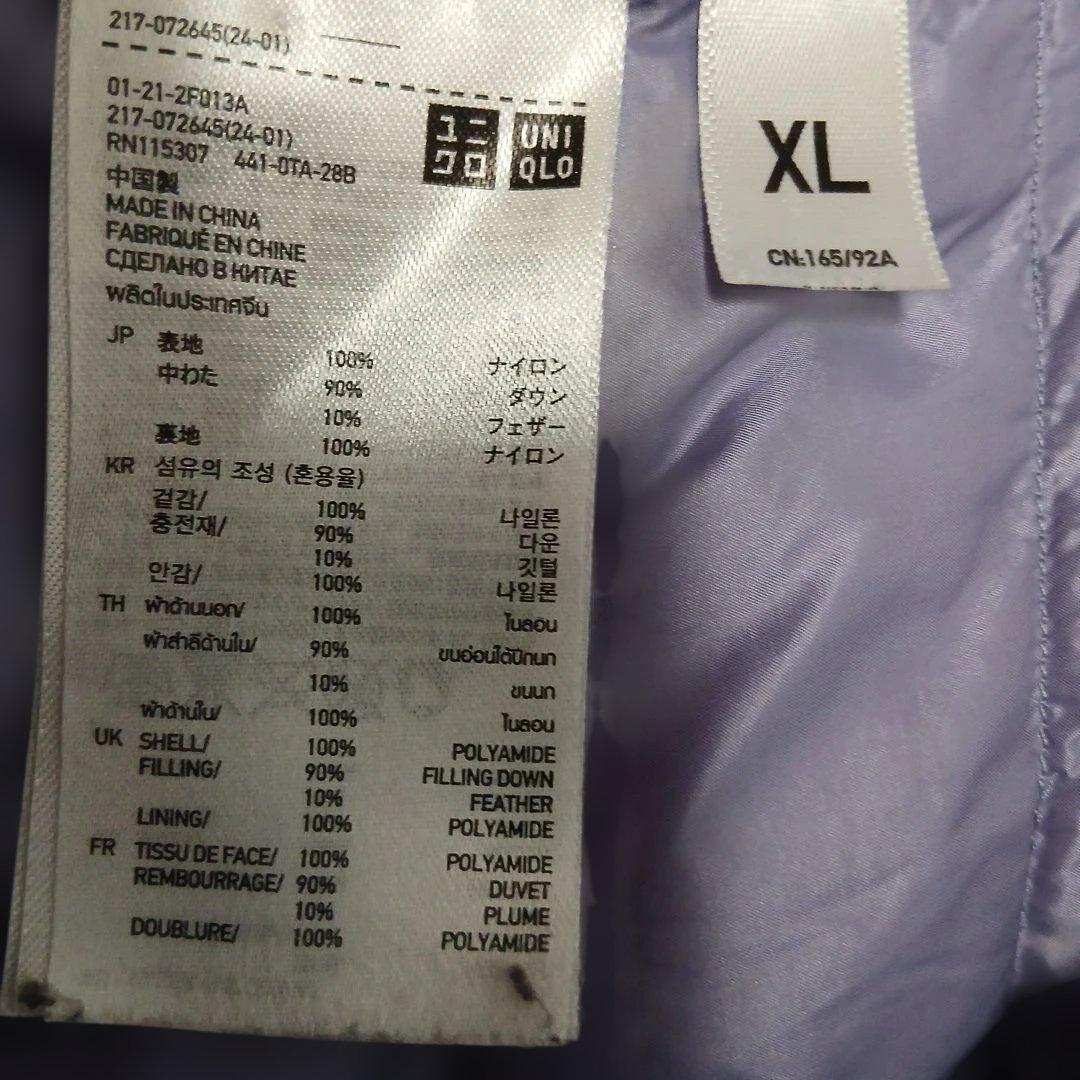 217-072645(24-01)
01-21-2F013A
217-072645(24-01)
RN115307 441-0TA-28B
ユニ
クロ
UNI
QLO
中国製
MADE IN CHINA
FABRIQUÉ EN CHINE
СДЕЛАНО В КИТАЕ
ผลิตในประเทศจีน
JP 表地 100% ナイロン
中わた 90% ダウン
10% フェザー
裏地 100% ナイロン
KR 섬유의 조성 (혼용율)
겉감/ 100% 나일론
충전재/ 90% 다운
10% 깃털
안감/ 100% 나일론
TH ผ้าด้านนอก/ 100% ไนลอน
ผ้าสำลีด้านใน/ 90% ขนอ่อนใต้ปีกนก
10% ขนนก
ผ้าด้านใน/ 100% ไนลอน
UK SHELL/ 100% POLYAMIDE
FILLING/ 90% FILLING DOWN
10% FEATHER
LINING/ 100% POLYAMIDE
FR TISSU DE FACE/ 100% POLYAMIDE
REMBOURRAGE/ 90% DUVET
10% PLUME
DOUBLURE/ 100% POLYAMIDE
XL
CN:165/92A